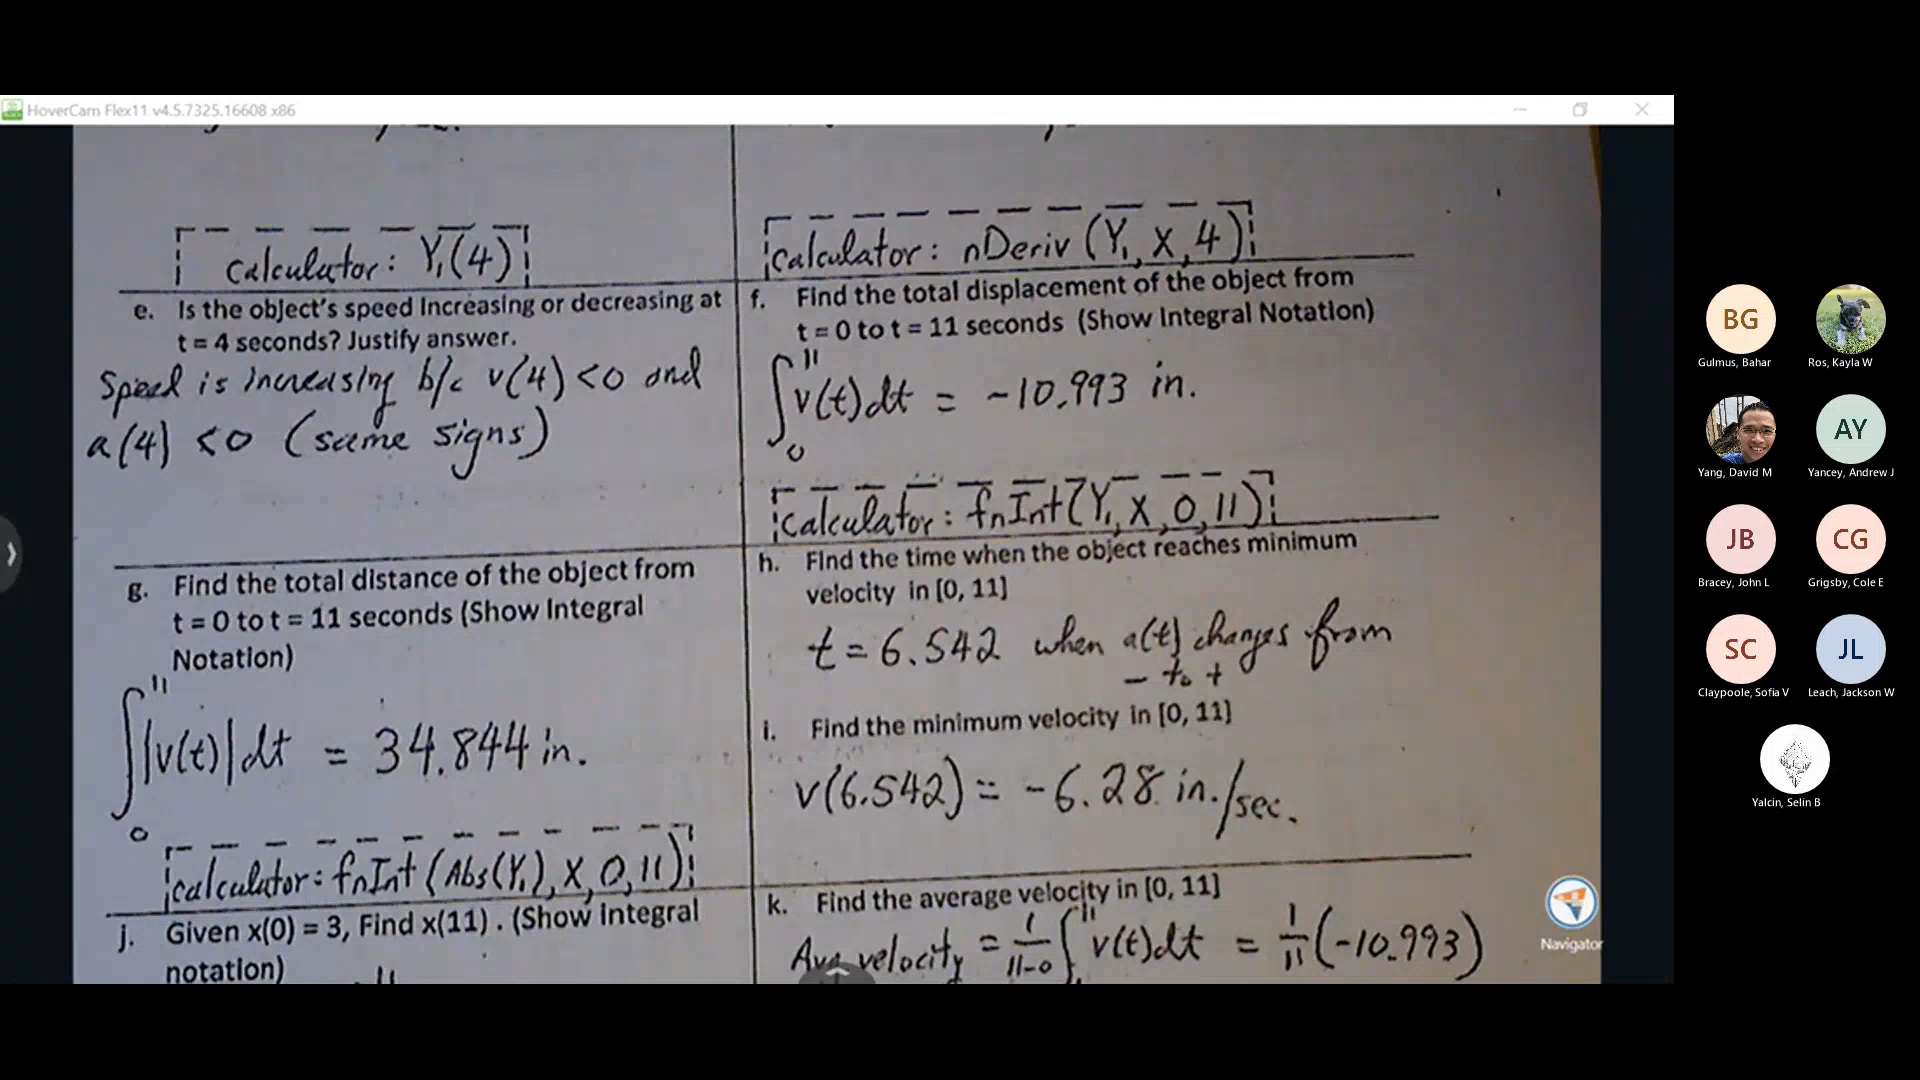 HoverCam Flex11 v4.5.7325.16608 x86
calculator: Y₁(4)
calculator: nDeriv(Y₁, X, 4)
e. Is the object's speed Increasing or decreasing at
t = 4 seconds? Justify answer.
Speed is increasing b/c v(4) <0 and
a(4) <0 (same signs)
f. Find the total displacement of the object from
t = 0 to t = 11 seconds (Show Integral Notation)
∫₀¹¹ v(t)dt = -10.993 in.
calculator: fnInt(Y₁, X, 0, 11)
g. Find the total distance of the object from
t = 0 to t = 11 seconds (Show Integral
Notation)
∫₀¹¹ |v(t)|dt = 34.844 in.
calculator: fnInt(Abs(Y₁), X, 0, 11)
h. Find the time when the object reaches minimum
velocity in [0, 11]
t = 6.542 when a(t) changes from
- to +
i. Find the minimum velocity in [0, 11]
v(6.542) = -6.28 in./sec.
j. Given x(0) = 3, Find x(11) . (Show integral
notation)
11
k. Find the average velocity in [0, 11]
Ave velocity = 1/(11-0) ∫¹¹ v(t)dt = 1/11 (-10.993)
Navigator
BG
Gulmus, Bahar
Ros, Kayla W
Yang, David M
AY
Yancey, Andrew J
JB
Bracey, John L
CG
Grigsby, Cole E
SC
Claypoole, Sofia V
JL
Leach, Jackson W
Yalcin, Selin B